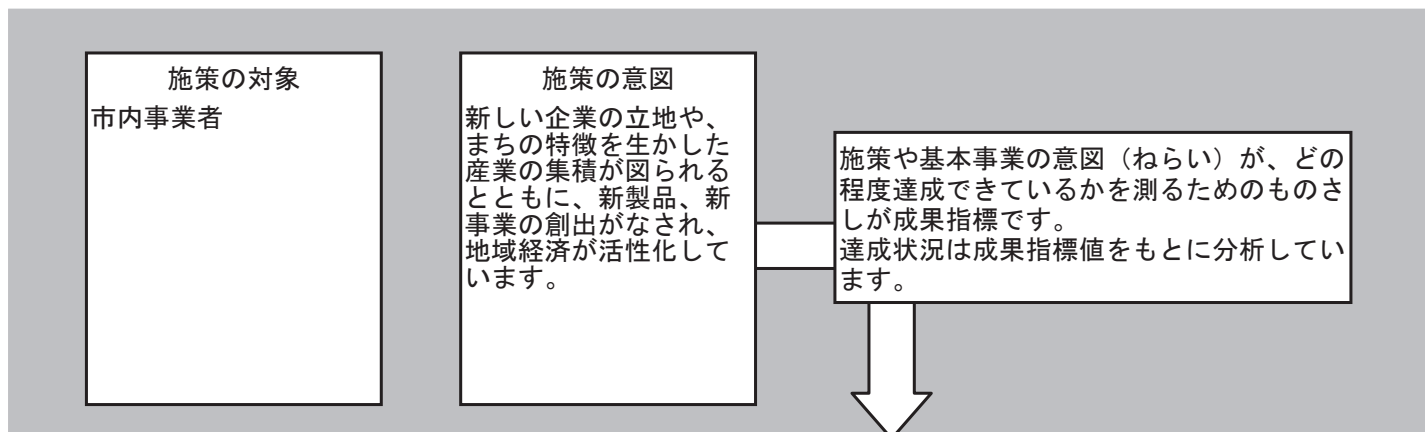 施策の対象
市内事業者
施策の意図
新しい企業の立地や、
まちの特徴を生かした
産業の集積が図られる
とともに、新製品、新
事業の創出がなされ、
地域経済が活性化して
います。
施策や基本事業の意図（ねらい）が、どの
程度達成できているかを測るためのものさ
しが成果指標です。
達成状況は成果指標値をもとに分析してい
ます。